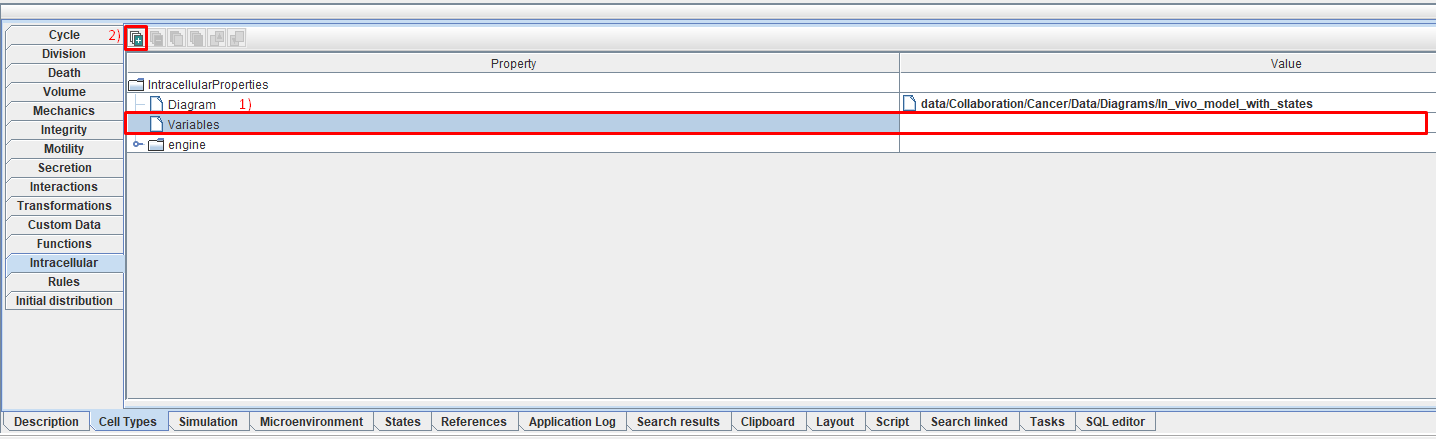 Cycle
2)
Division
Death
Volume
Mechanics
Integrity
Motility
Secretion
Interactions
Transformations
Custom Data
Functions
Intracellular
Rules
Initial distribution
Property Value
IntracellularProperties
Diagram 1) data/Collaboration/Cancer/Data/Diagrams/In_vivo_model_with_states
Variables
engine
Description Cell Types Simulation Microenvironment States References Application Log Search results Clipboard Layout Script Search linked Tasks SQL editor